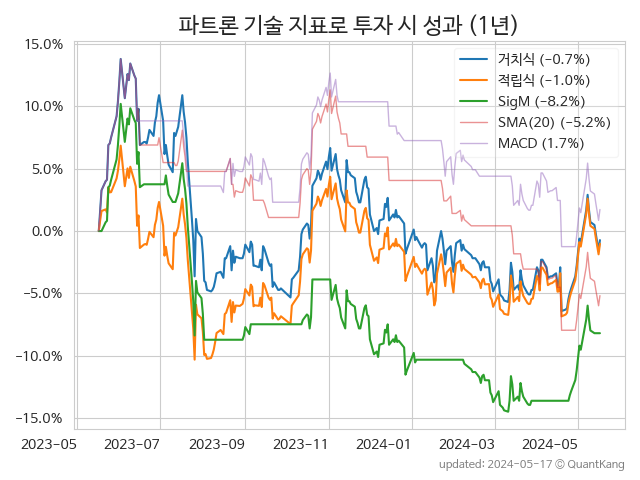 파트론 기술 지표로 투자 시 성과 (1년)
15.0%
10.0%
5.0%
0.0%
−5.0%
−10.0%
−15.0%
거치식 (−0.7%)
적립식 (−1.0%)
SigM (−8.2%)
SMA(20) (−5.2%)
MACD (1.7%)
2023-05
2023-07
2023-09
2023-11
2024-01
2024-03
2024-05
updated: 2024-05-17 © QuantKang